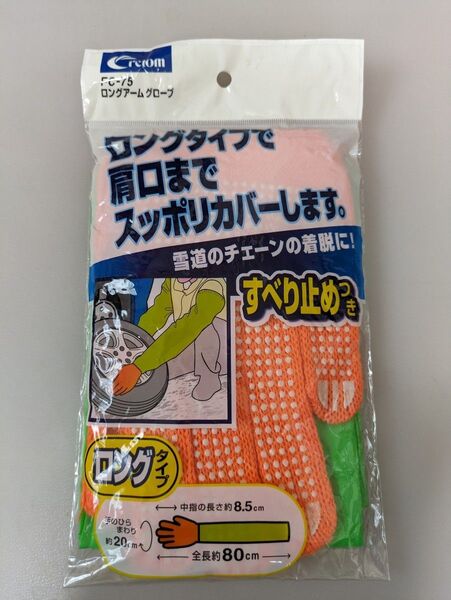 Cretom
FC-75
ロングアームグローブ
ロングタイプで
肩口まで
スッポリカバーします。
雪道のチェーンの着脱に!
すべり止めつき
ロングタイプ
中指の長さ約8.5cm
手のひら
まわり
約20cm
全長約80cm